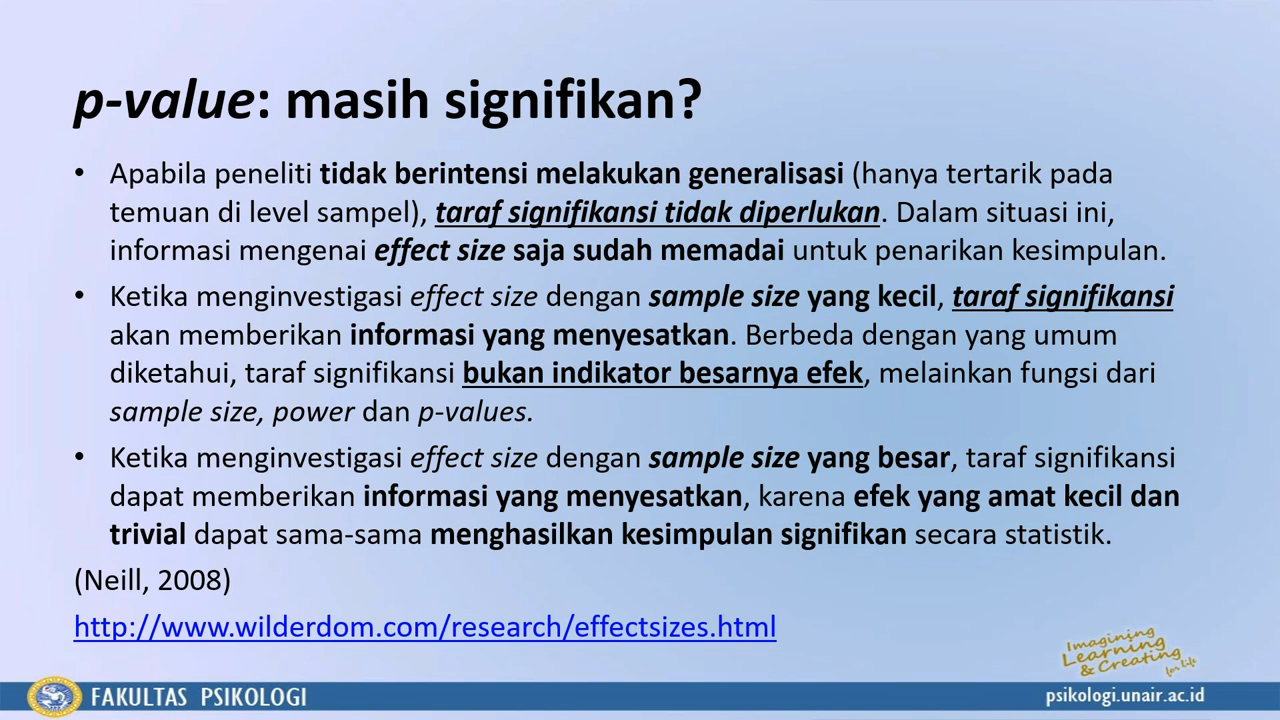 p-value: masih signifikan?
• Apabila peneliti tidak berintensi melakukan generalisasi (hanya tertarik pada
temuan di level sampel), taraf signifikansi tidak diperlukan. Dalam situasi ini,
informasi mengenai effect size saja sudah memadai untuk penarikan kesimpulan.
• Ketika menginvestigasi effect size dengan sample size yang kecil, taraf signifikansi
akan memberikan informasi yang menyesatkan. Berbeda dengan yang umum
diketahui, taraf signifikansi bukan indikator besarnya efek, melainkan fungsi dari
sample size, power dan p-values.
• Ketika menginvestigasi effect size dengan sample size yang besar, taraf signifikansi
dapat memberikan informasi yang menyesatkan, karena efek yang amat kecil dan
trivial dapat sama-sama menghasilkan kesimpulan signifikan secara statistik.
(Neill, 2008)
http://www.wilderdom.com/research/effectsizes.html
Imagining
Learning
& Creating
for life
FAKULTAS PSIKOLOGI
psikologi.unair.ac.id